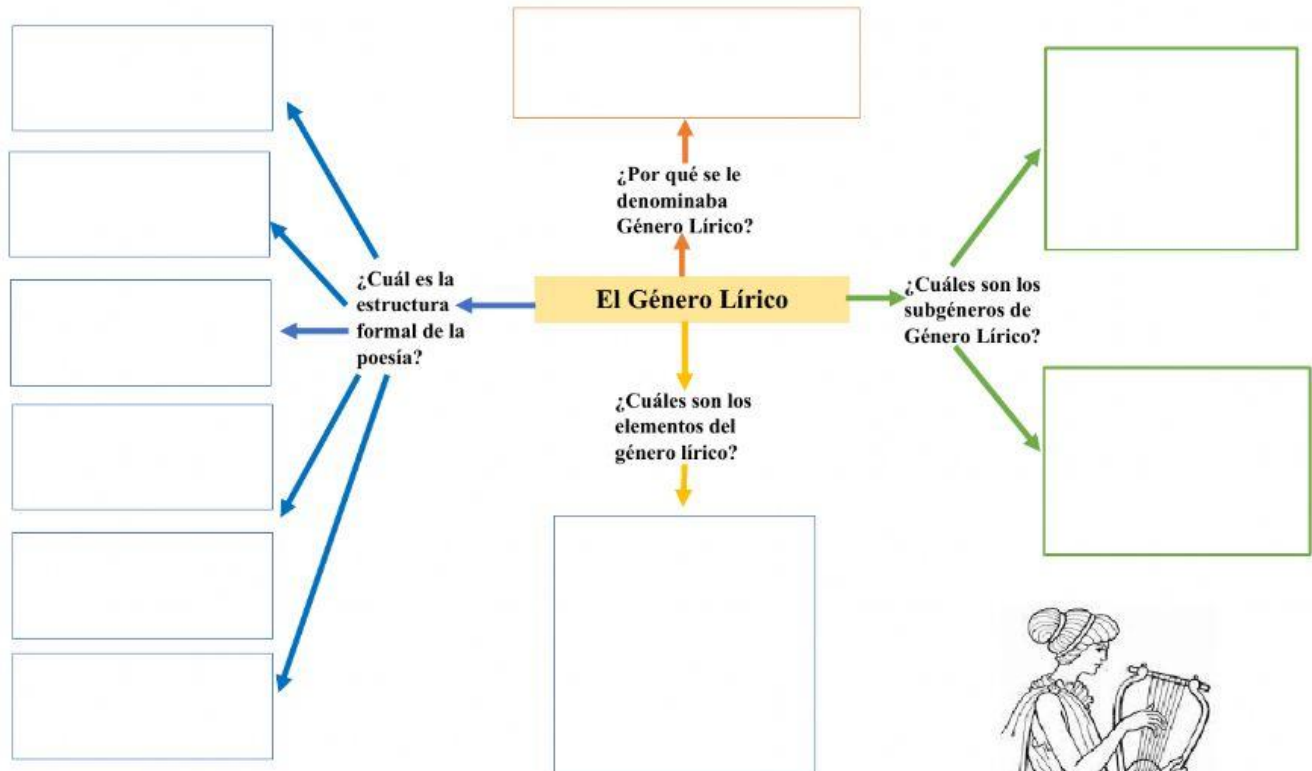 ¿Por qué se le
denominaba
Género Lírico?
¿Cuál es la
estructura
formal de la
poesía?
El Género Lírico
¿Cuáles son los
subgéneros de
Género Lírico?
¿Cuáles son los
elementos del
género lírico?